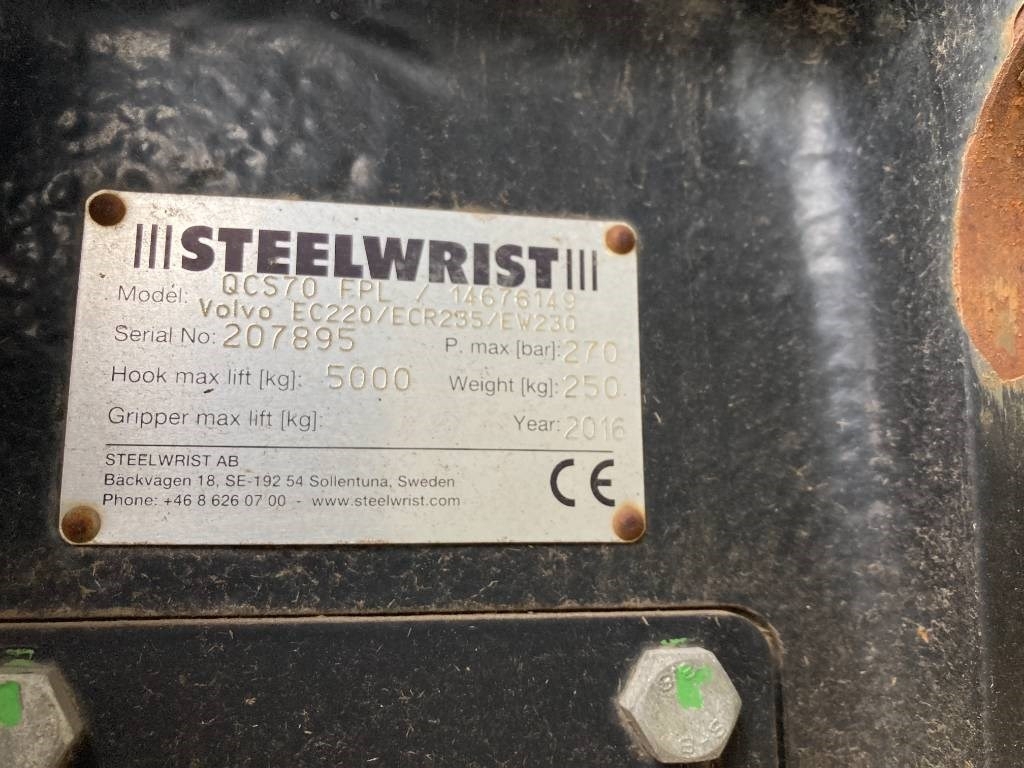 STEELWRIST
Model: QCS70 FPL / 14676149
Volvo EC220/ECR235/EW230
Serial No: 207895 P. max [bar]: 270
Hook max lift [kg]: 5000 Weight [kg]: 250
Gripper max lift [kg]: Year: 2016
STEELWRIST AB
Backvagen 18, SE-192 54 Sollentuna, Sweden
Phone: +46 8 626 07 00 - www.steelwrist.com
CE